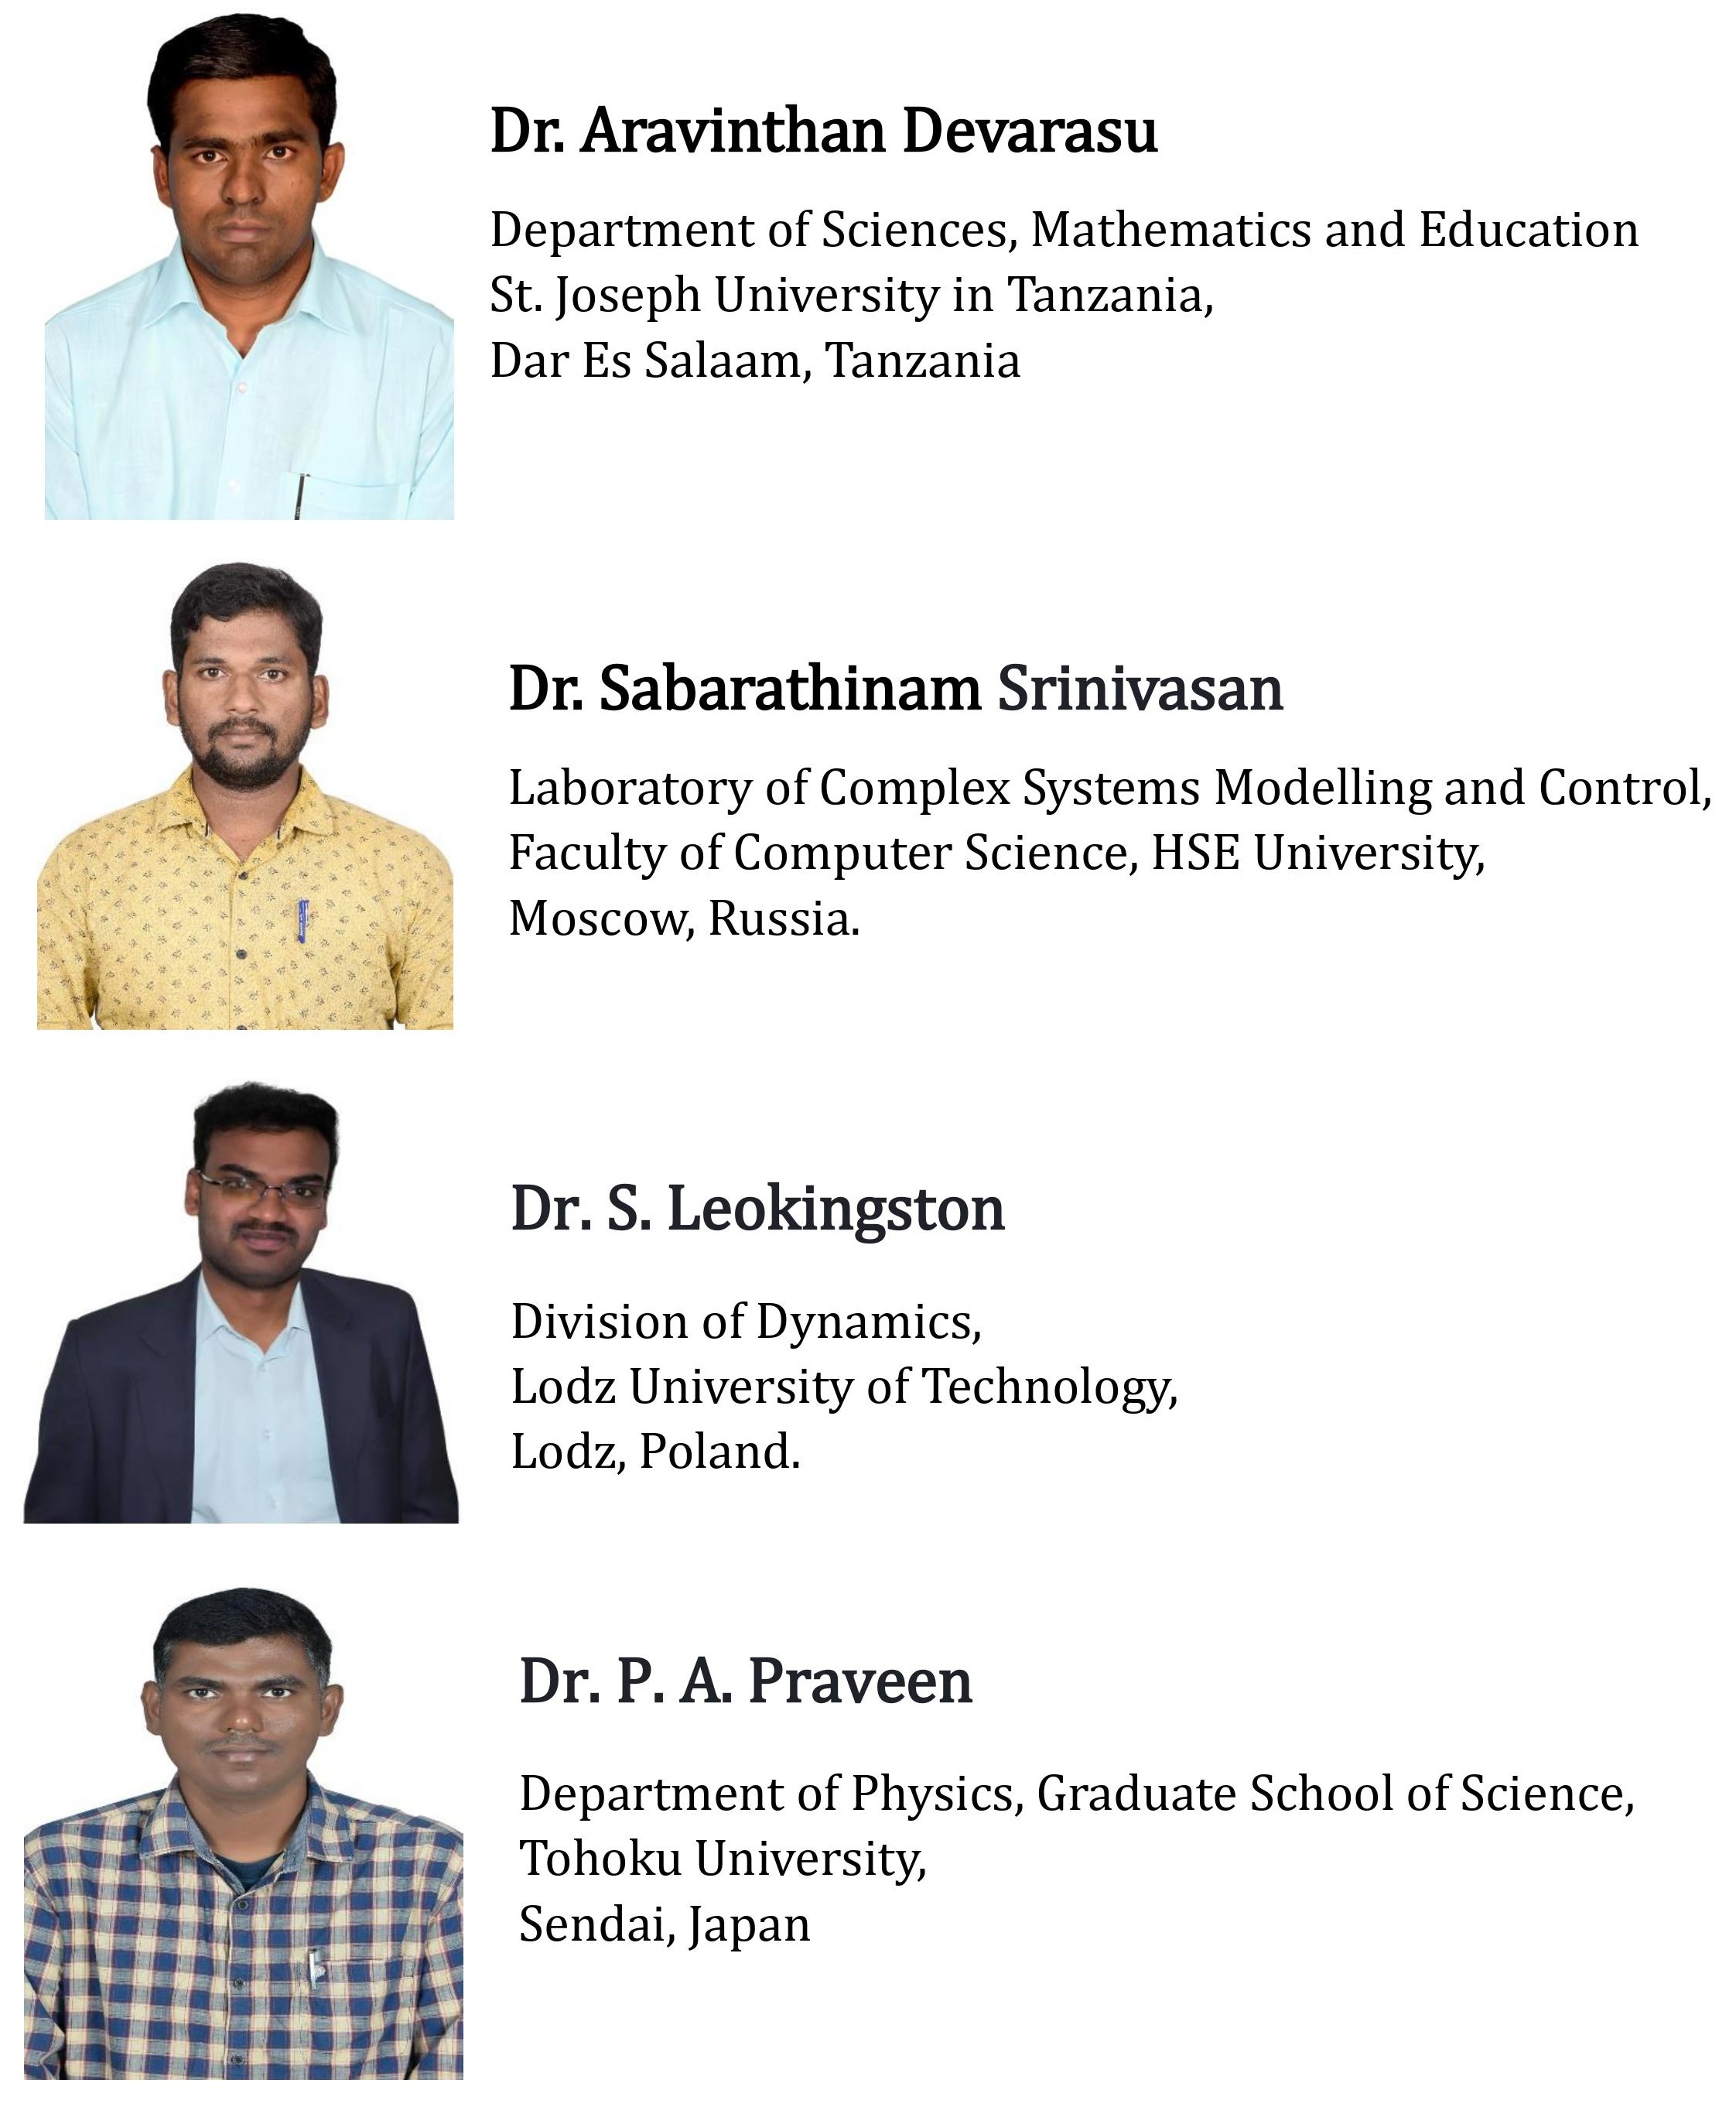 Dr. Aravinthan Devarasu
Department of Sciences, Mathematics and Education
St. Joseph University in Tanzania,
Dar Es Salaam, Tanzania
Dr. Sabarathinam Srinivasan
Laboratory of Complex Systems Modelling and Control,
Faculty of Computer Science, HSE University,
Moscow, Russia.
Dr. S. Leokingston
Division of Dynamics,
Lodz University of Technology,
Lodz, Poland.
Dr. P. A. Praveen
Department of Physics, Graduate School of Science,
Tohoku University,
Sendai, Japan